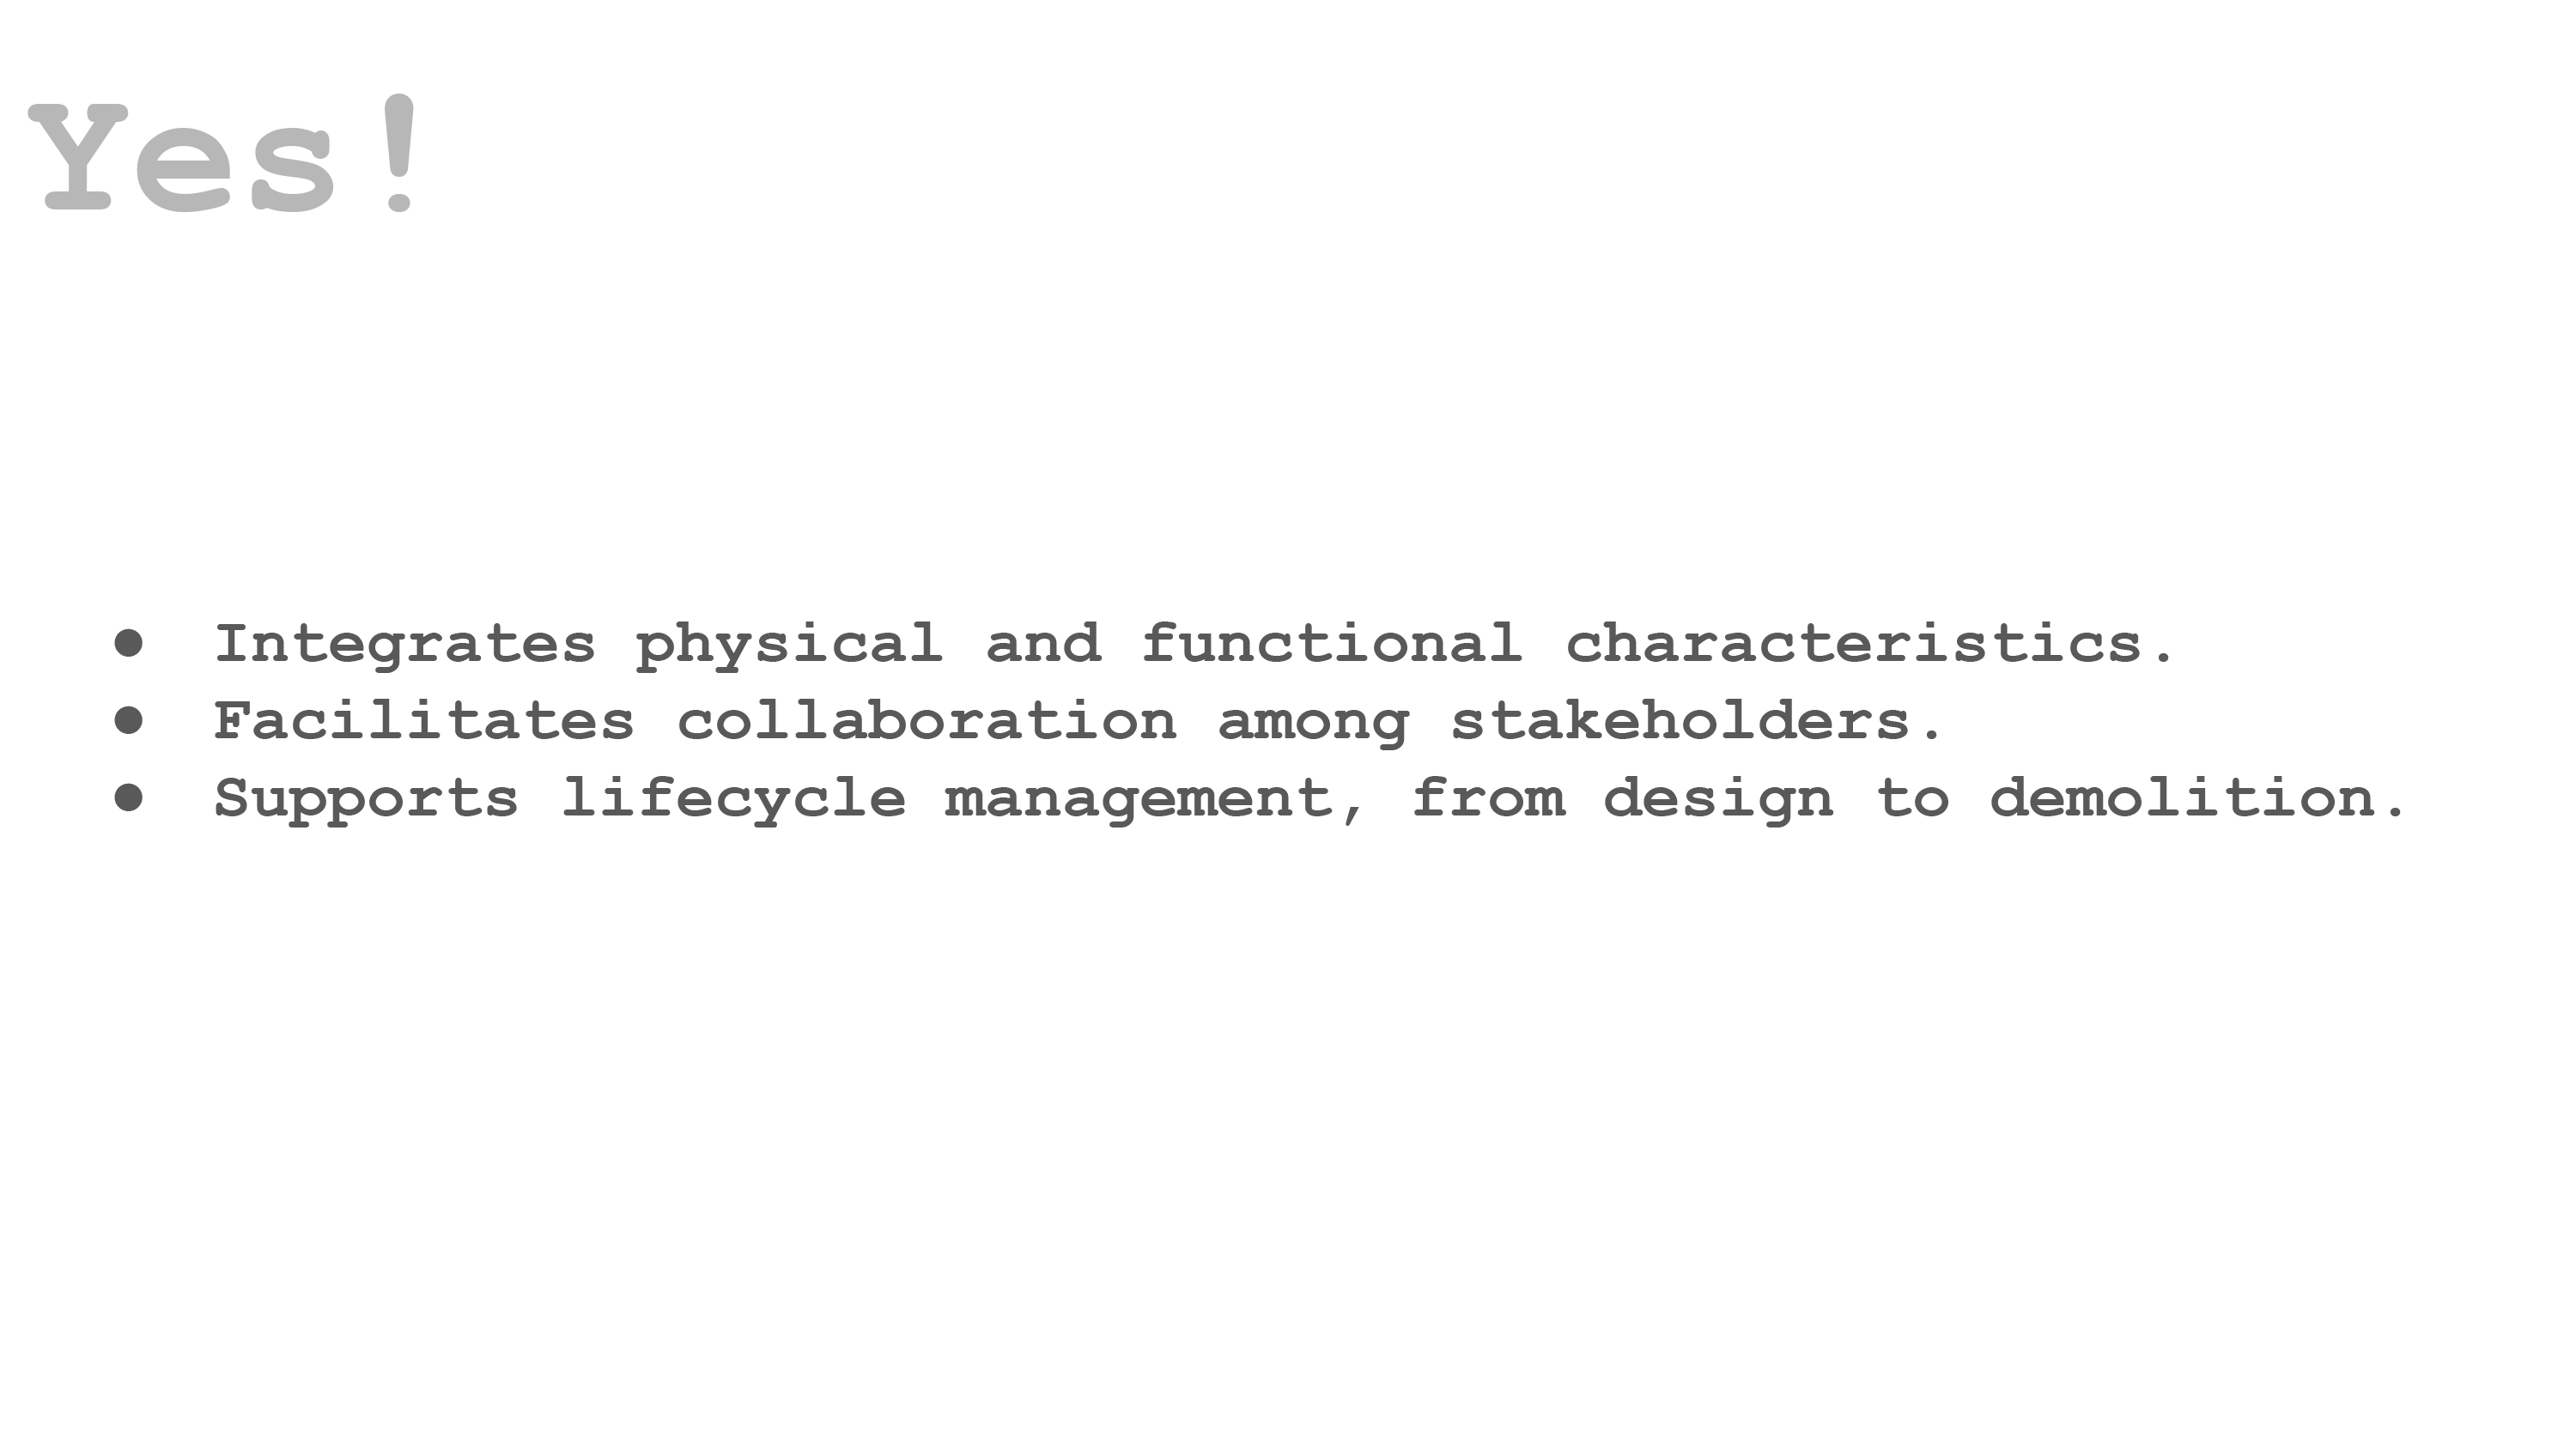 Yes!
● Integrates physical and functional characteristics.
● Facilitates collaboration among stakeholders.
● Supports lifecycle management, from design to demolition.